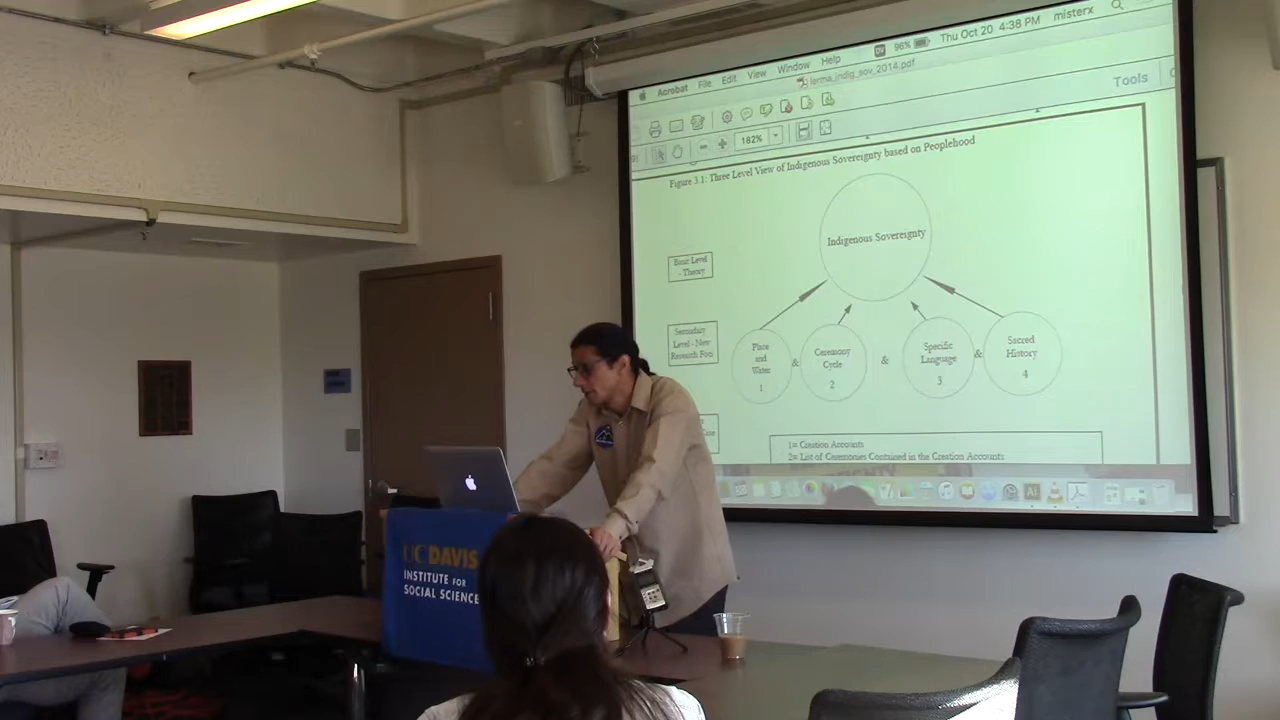 Acrobat File Edit View Window Help 96% Thu Oct 20 4:38 PM misterx
lerma_indig_sov_2014.pdf
Tools
182%
Figure 3.1: Three Level View of Indigenous Sovereignty based on Peoplehood
Indigenous Sovereignty
Basic Level
- Theory
Secondary
Level - New
Research Foci
Place
and
Water
1
&
Ceremony
Cycle
2
&
Specific
Language
3
&
Sacred
History
4
1= Creation Accounts
2= List of Ceremonies Contained in the Creation Accounts
UC DAVIS
INSTITUTE FOR
SOCIAL SCIENCE